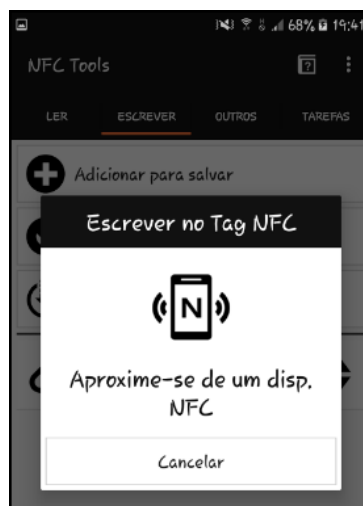 68% 19:41
NFC Tools
LER ESCREVER OUTROS TAREFAS
Adicionar para salvar
Escrever no Tag NFC
N
Aproxime-se de um disp.
NFC
Cancelar